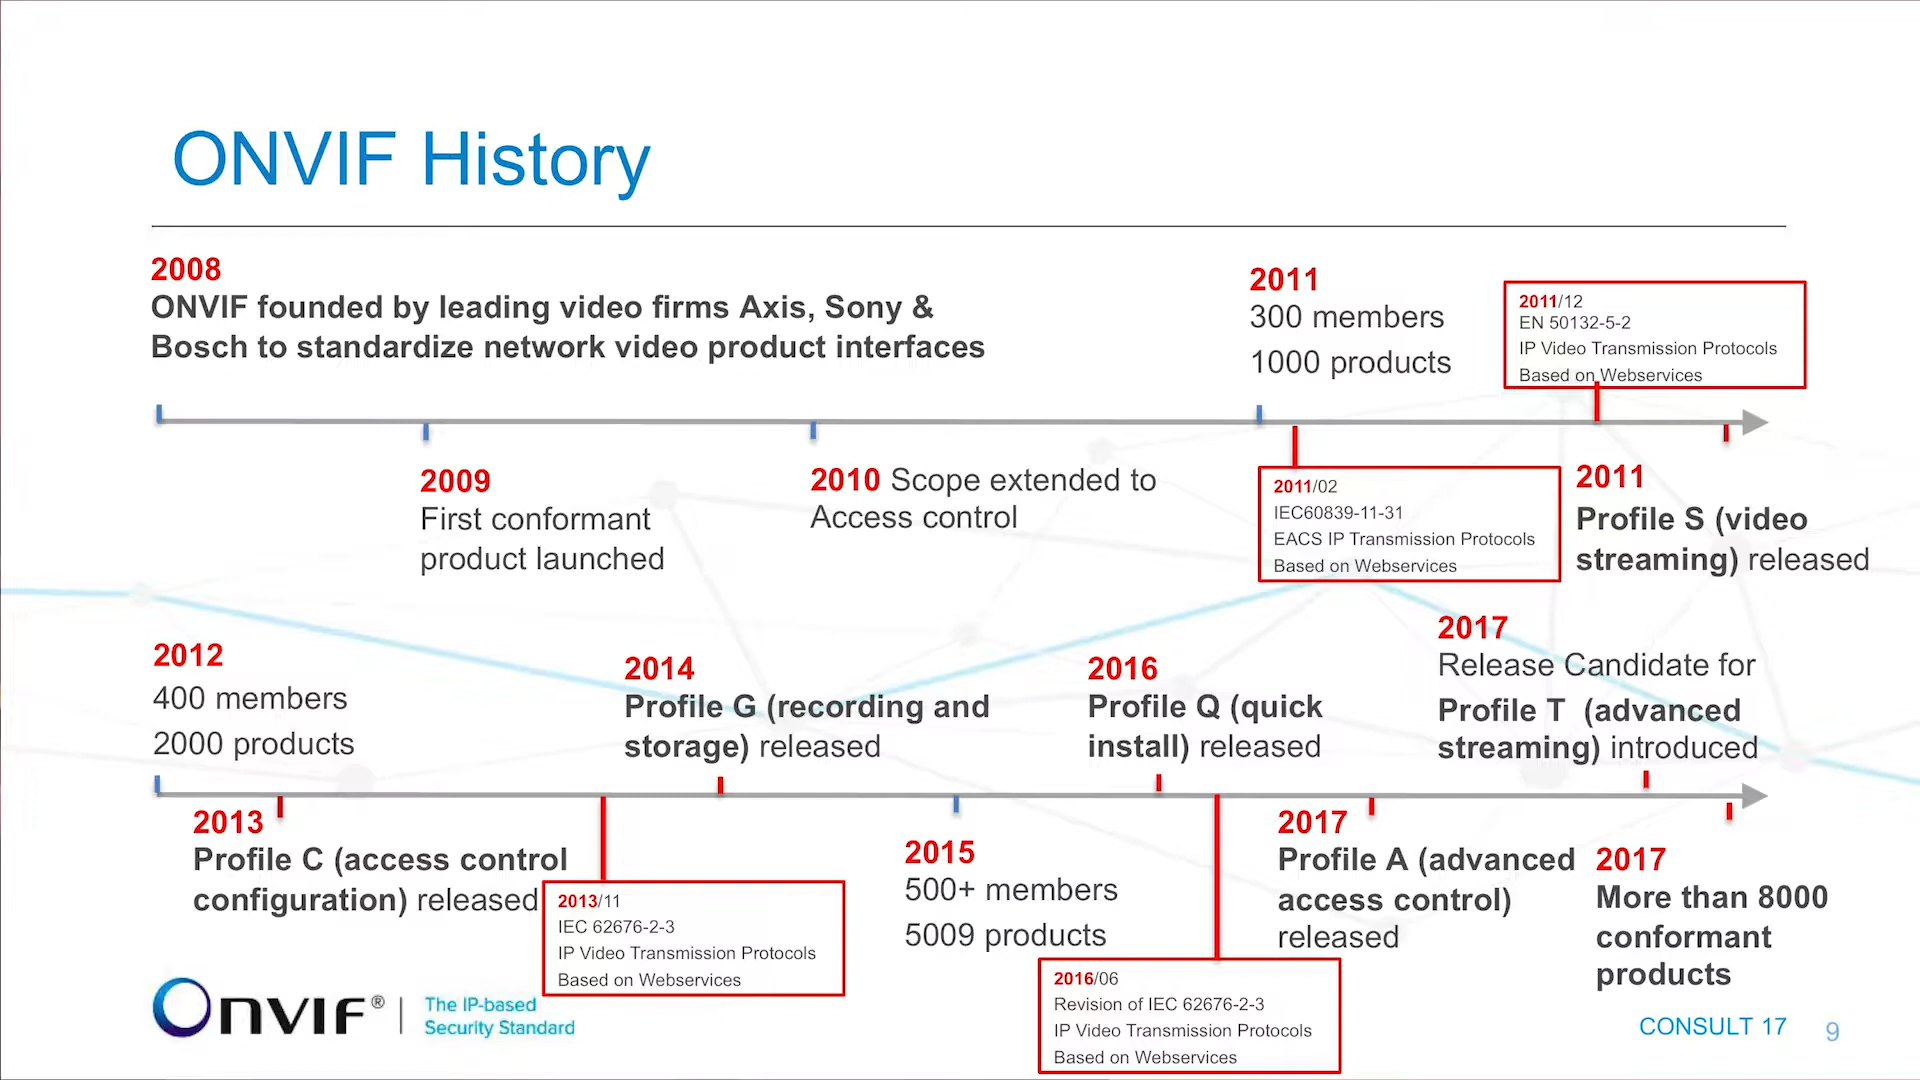 ONVIF History
2008
ONVIF founded by leading video firms Axis, Sony &
Bosch to standardize network video product interfaces
2011
300 members
1000 products
2011/12
EN 50132-5-2
IP Video Transmission Protocols
Based on Webservices
2009
First conformant
product launched
2010 Scope extended to
Access control
2011/02
IEC60839-11-31
EACS IP Transmission Protocols
Based on Webservices
2011
Profile S (video
streaming) released
2012
400 members
2000 products
2014
Profile G (recording and
storage) released
2016
Profile Q (quick
install) released
2017
Release Candidate for
Profile T (advanced
streaming) introduced
2013
Profile C (access control
configuration) released
2013/11
IEC 62676-2-3
IP Video Transmission Protocols
Based on Webservices
2015
500+ members
5009 products
2016/06
Revision of IEC 62676-2-3
IP Video Transmission Protocols
Based on Webservices
2017
Profile A (advanced
access control)
released
2017
More than 8000
conformant
products
ONVIF® | The IP-based
Security Standard
CONSULT 17
9